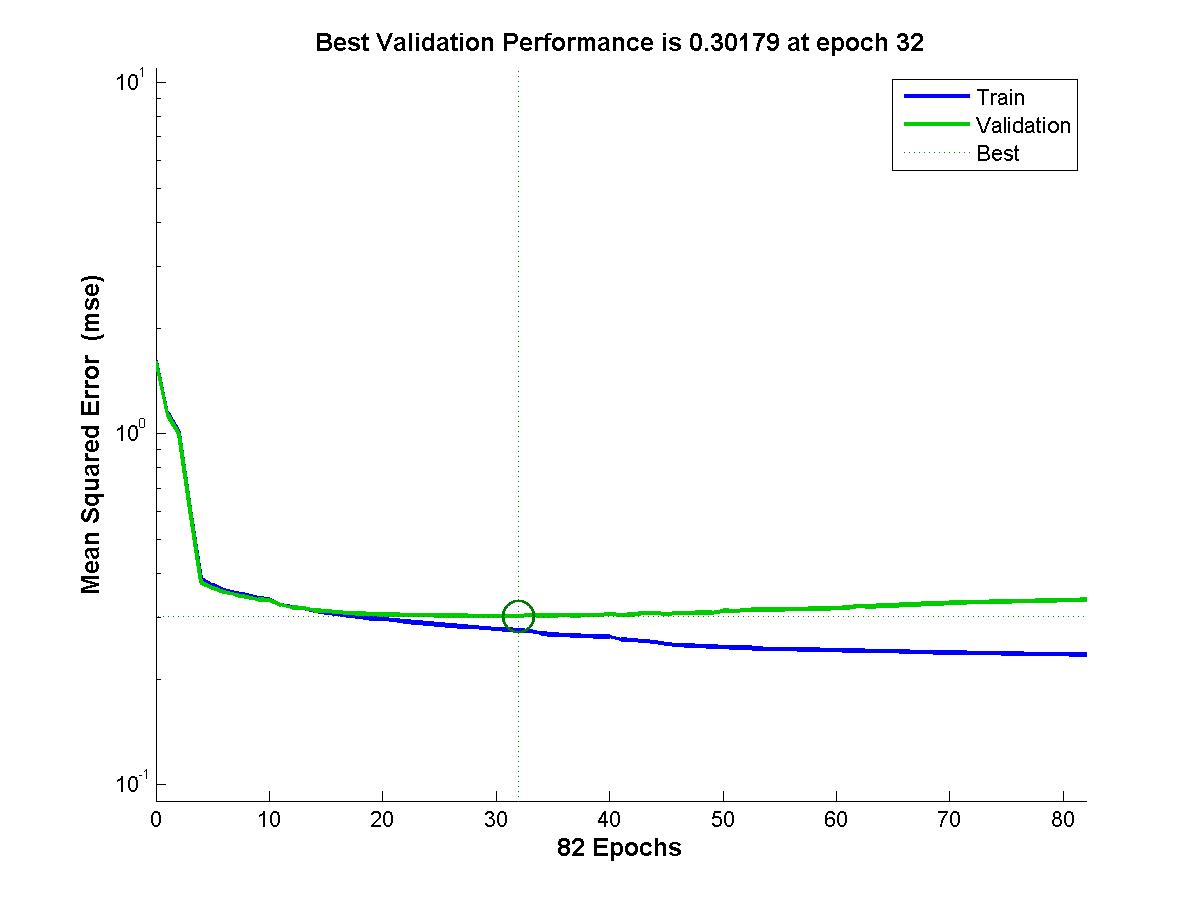 Best Validation Performance is 0.30179 at epoch 32
Train
Validation
Best
Mean Squared Error  (mse)
10^1
10^0
10^-1
0 10 20 30 40 50 60 70 80
82 Epochs